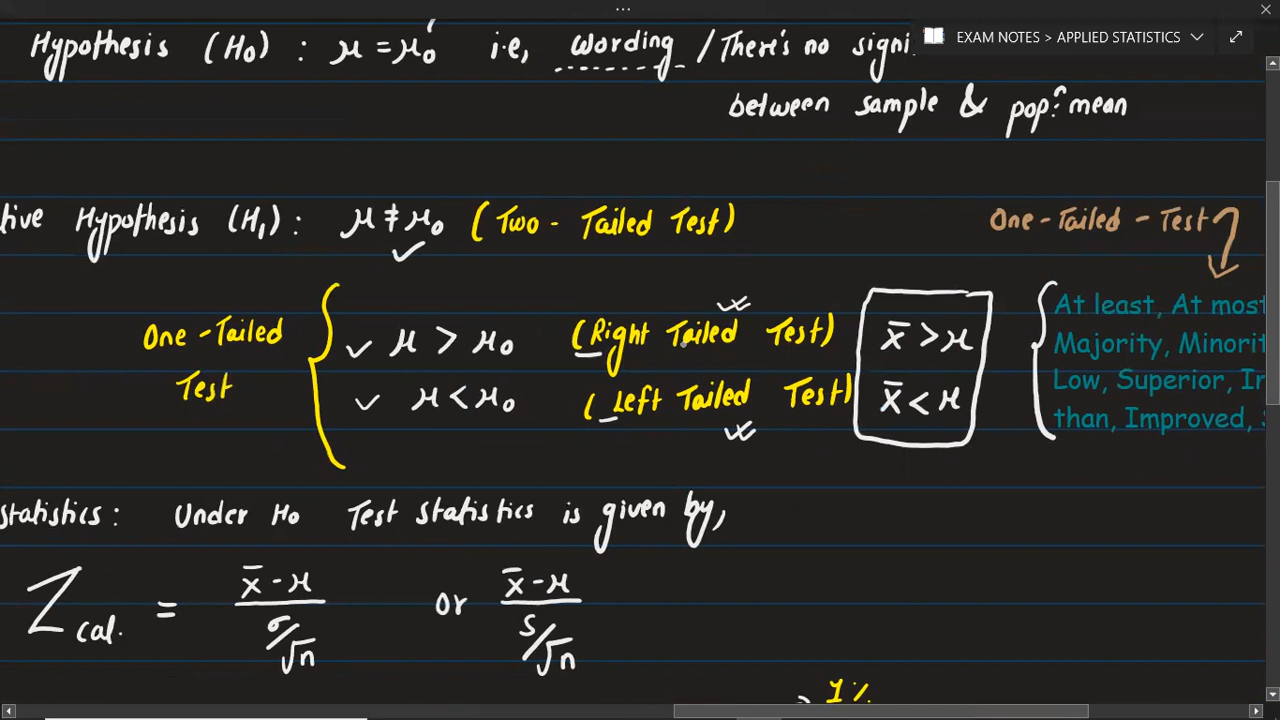 EXAM NOTES > APPLIED STATISTICS
Hypothesis (H₀) : μ = μ₀' i.e, Wording / There's no signi
between sample & popⁿ. mean
tive Hypothesis (H₁) : μ ≠ μ₀ (Two - Tailed Test)
One - Tailed - Test
One - Tailed
Test
μ > μ₀ (Right Tailed Test)
μ < μ₀ (Left Tailed Test)
x̄ > μ
x̄ < μ
At least, At most
Majority, Minorit
Low, Superior, In
than, Improved,
statistics : Under H₀ Test statistics is given by,
Z cal. = x̄ - μ / σ/√n or x̄ - μ / S/√n
1%